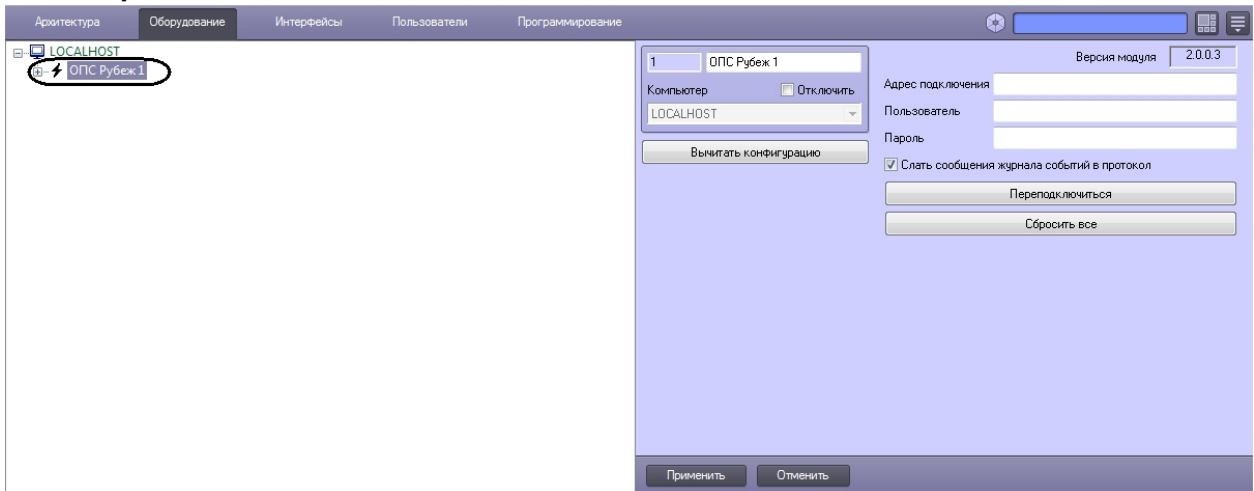 Архитектура Оборудование Интерфейсы Пользователи Программирование
LOCALHOST
ОПС Рубеж 1
1 ОПС Рубеж 1
Компьютер Отключить
LOCALHOST
Вычитать конфигурацию
Версия модуля 2.0.0.3
Адрес подключения
Пользователь
Пароль
Слать сообщения журнала событий в протокол
Переподключиться
Сбросить все
Применить Отменить